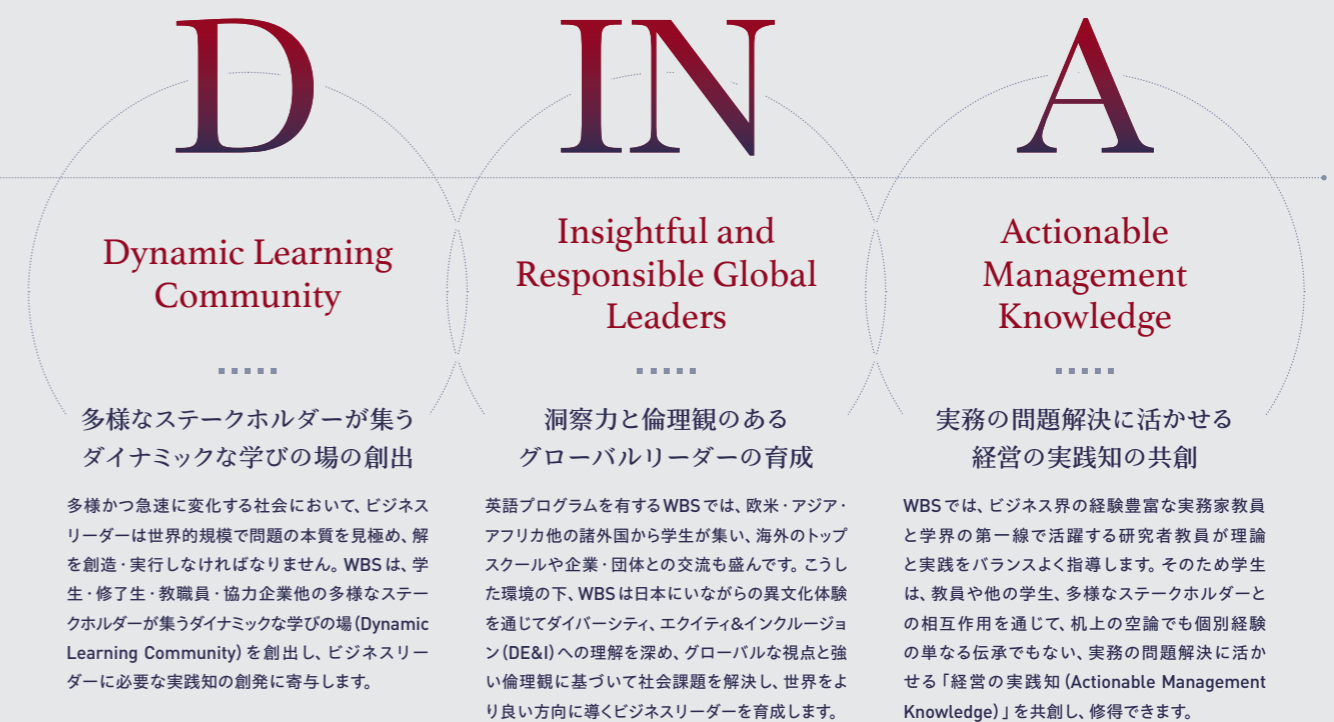 D
Dynamic Learning
Community
多様なステークホルダーが集う
ダイナミックな学びの場の創出
多様かつ急速に変化する社会において、ビジネス
リーダーは世界的規模で問題の本質を見極め、解
を創造・実行しなければなりません。WBSは、学
生・修了生・教職員・協力企業他の多様なステー
クホルダーが集うダイナミックな学びの場(Dynamic
Learning Community)を創出し、ビジネスリー
ダーに必要な実践知の創発に寄与します。
IN
Insightful and
Responsible Global
Leaders
洞察力と倫理観のある
グローバルリーダーの育成
英語プログラムを有するWBSでは、欧米・アジア・
アフリカ他の諸外国から学生が集い、海外のトップ
スクールや企業・団体との交流も盛んです。こうし
た環境の下、WBSは日本にいながらの異文化体験
を通じてダイバーシティ、エクイティ&インクルージョ
ン(DE&I)への理解を深め、グローバルな視点と強
い倫理観に基づいて社会課題を解決し、世界をよ
り良い方向に導くビジネスリーダーを育成します。
A
Actionable
Management
Knowledge
実務の問題解決に活かせる
経営の実践知の共創
WBSでは、ビジネス界の経験豊富な実務家教員
と学界の第一線で活躍する研究者教員が理論
と実践をバランスよく指導します。そのため学生
は、教員や他の学生、多様なステークホルダーと
の相互作用を通じて、机上の空論でも個別経験
の単なる伝承でもない、実務の問題解決に活か
せる「経営の実践知(Actionable Management
Knowledge)」を共創し、修得できます。